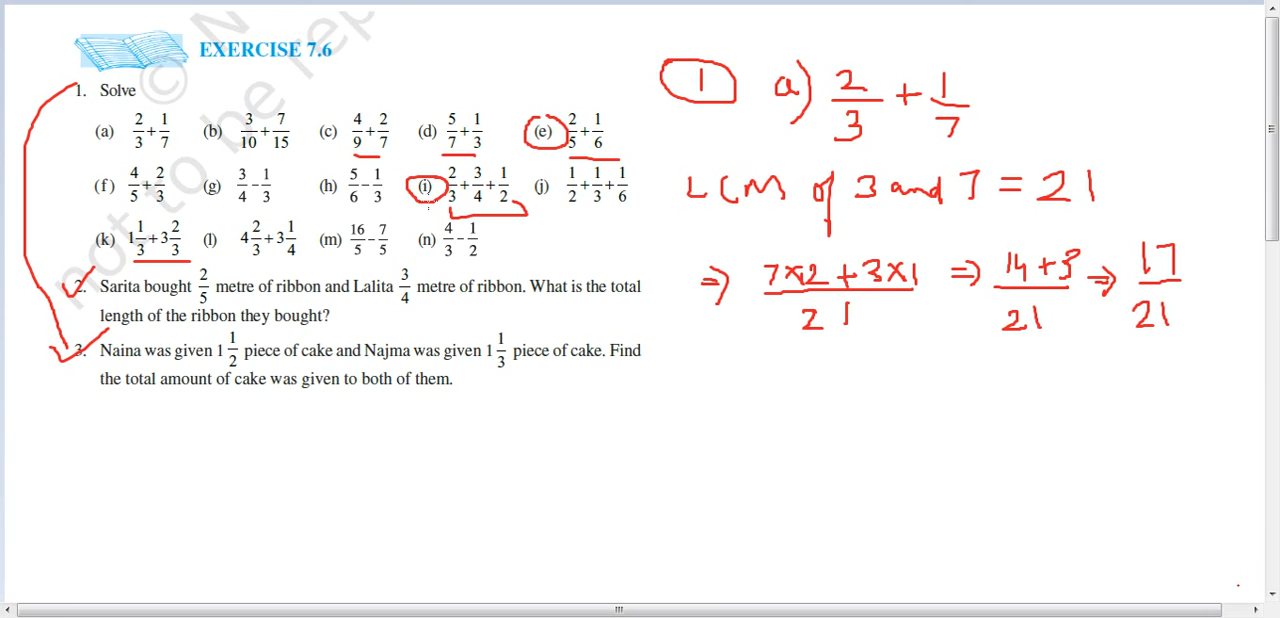 EXERCISE 7.6
1. Solve
(a) 2/3 + 1/7 (b) 3/10 + 7/15 (c) 4/9 + 2/7 (d) 5/7 + 1/3 (e) 2/5 + 1/6
(f) 4/5 + 2/3 (g) 3/4 - 1/3 (h) 5/6 - 1/3 (i) 2/3 + 3/4 + 1/2 (j) 1/2 + 1/3 + 1/6
(k) 1 1/3 + 3 2/3 (l) 4 2/3 + 3 1/4 (m) 16/5 - 7/5 (n) 4/3 - 1/2
2. Sarita bought 2/5 metre of ribbon and Lalita 3/4 metre of ribbon. What is the total
length of the ribbon they bought?
3. Naina was given 1 1/2 piece of cake and Najma was given 1 1/3 piece of cake. Find
the total amount of cake was given to both of them.
1 a) 2/3 + 1/7
LCM of 3 and 7 = 21
⇒ 7×2 + 3×1 / 21 ⇒ 14+3 / 21 ⇒ 17/21
© N
not to be rep